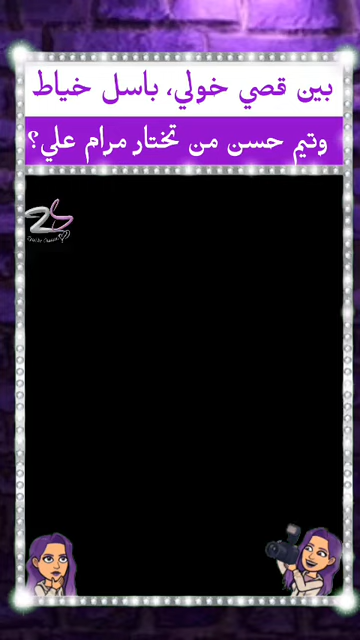 بين قصي خولي، باسل خياط
وتيم حسن من تختار مرام علي؟